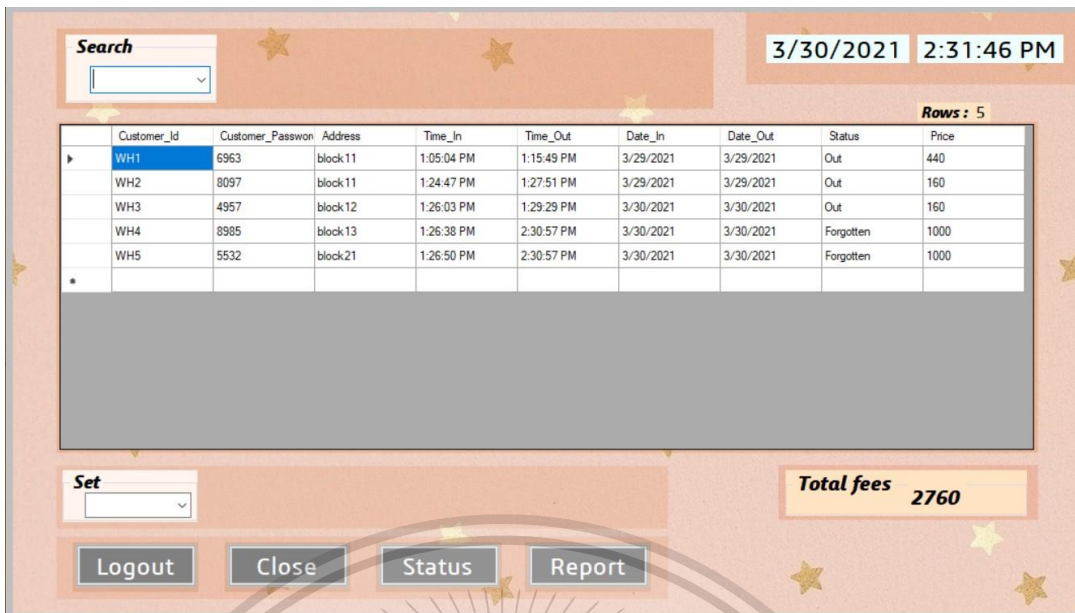 Search
3/30/2021 2:31:46 PM
Rows : 5
Customer_Id Customer_Passwor Address Time_In Time_Out Date_In Date_Out Status Price
WH1 6963 block11 1:05:04 PM 1:15:49 PM 3/29/2021 3/29/2021 Out 440
WH2 8097 block11 1:24:47 PM 1:27:51 PM 3/29/2021 3/29/2021 Out 160
WH3 4957 block12 1:26:03 PM 1:29:29 PM 3/30/2021 3/30/2021 Out 160
WH4 8985 block13 1:26:38 PM 2:30:57 PM 3/30/2021 3/30/2021 Forgotten 1000
WH5 5532 block21 1:26:50 PM 2:30:57 PM 3/30/2021 3/30/2021 Forgotten 1000
Set
Total fees
2760
Logout Close Status Report